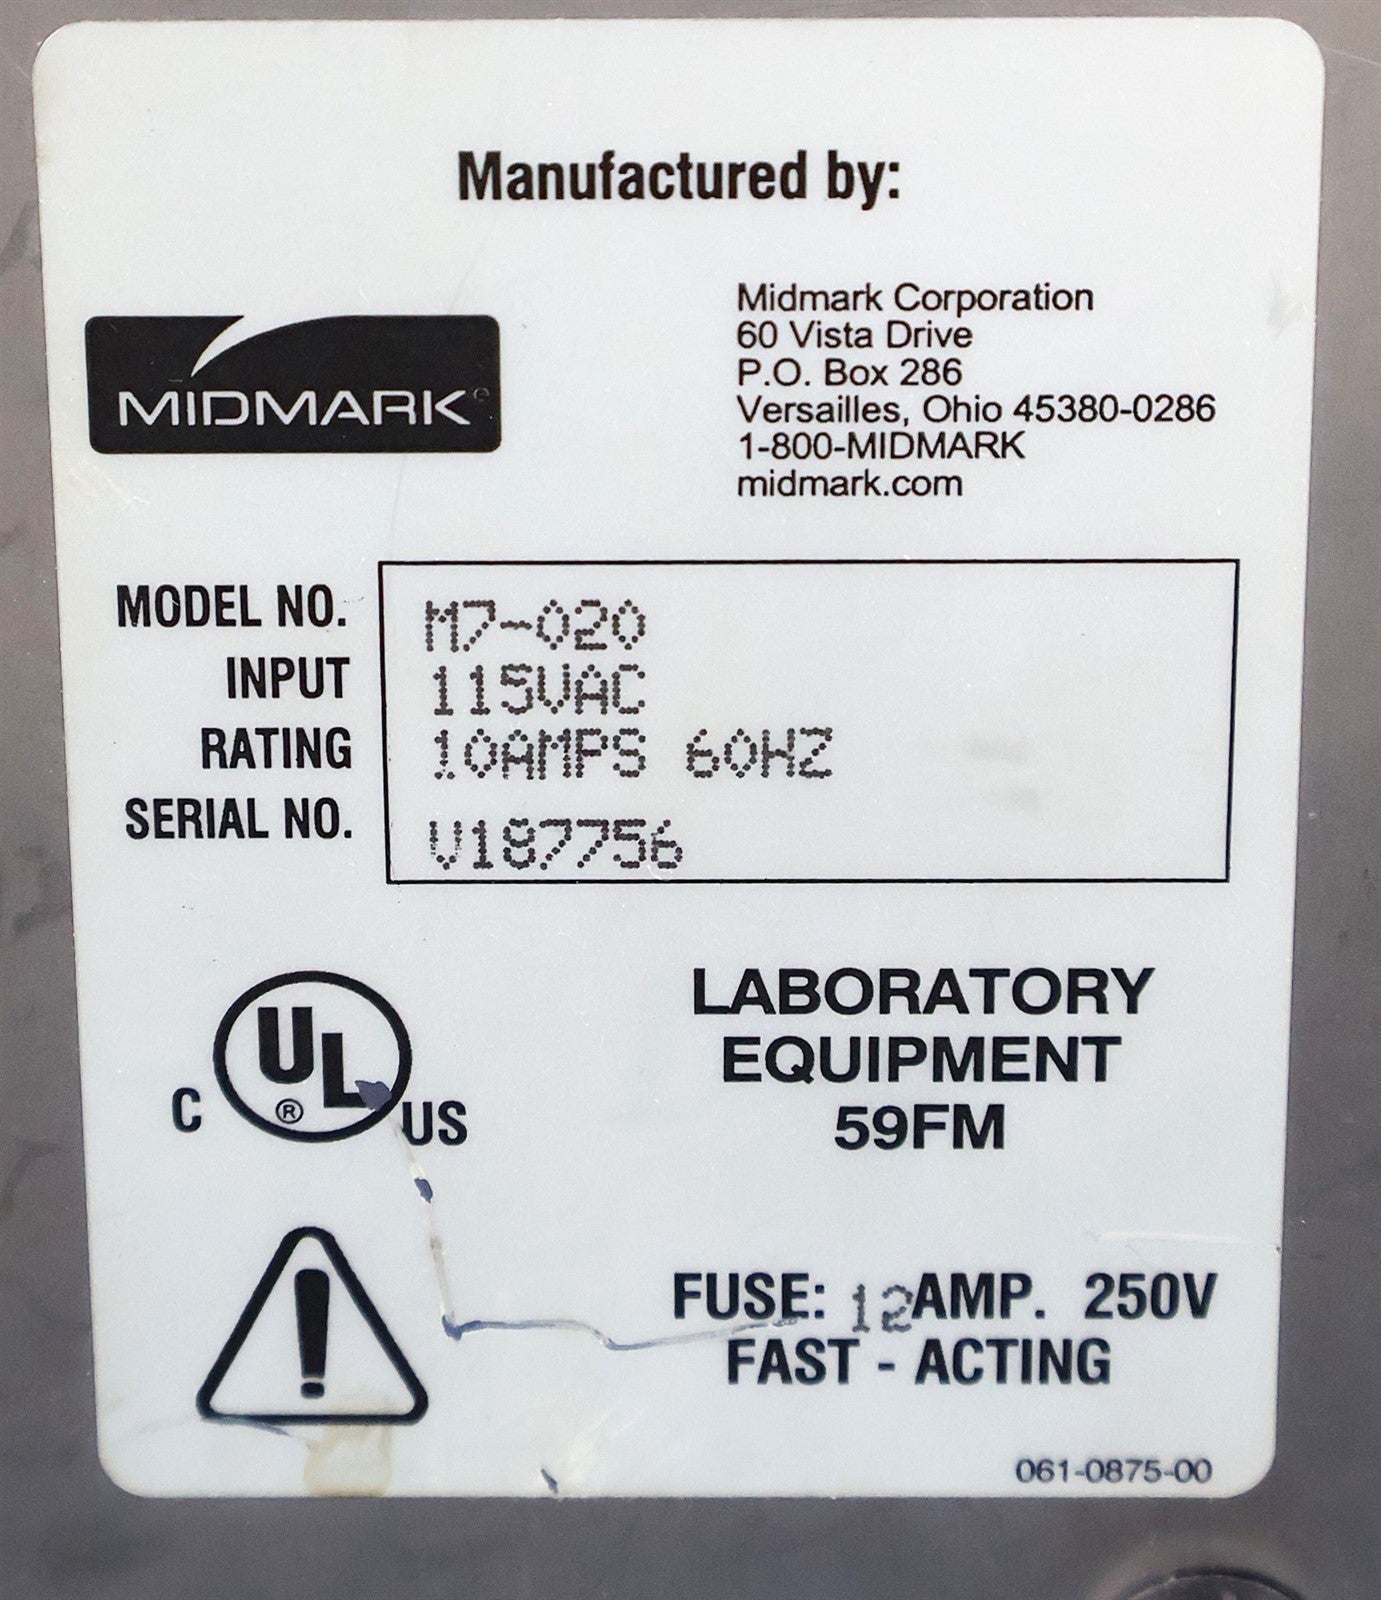 Manufactured by:
MIDMARK®
Midmark Corporation
60 Vista Drive
P.O. Box 286
Versailles, Ohio 45380-0286
1-800-MIDMARK
midmark.com
MODEL NO. M7-020
INPUT 115VAC
RATING 10AMPS 60HZ
SERIAL NO. V187756
C UL® US
LABORATORY
EQUIPMENT
59FM
!
FUSE: 12AMP. 250V
FAST - ACTING
061-0875-00